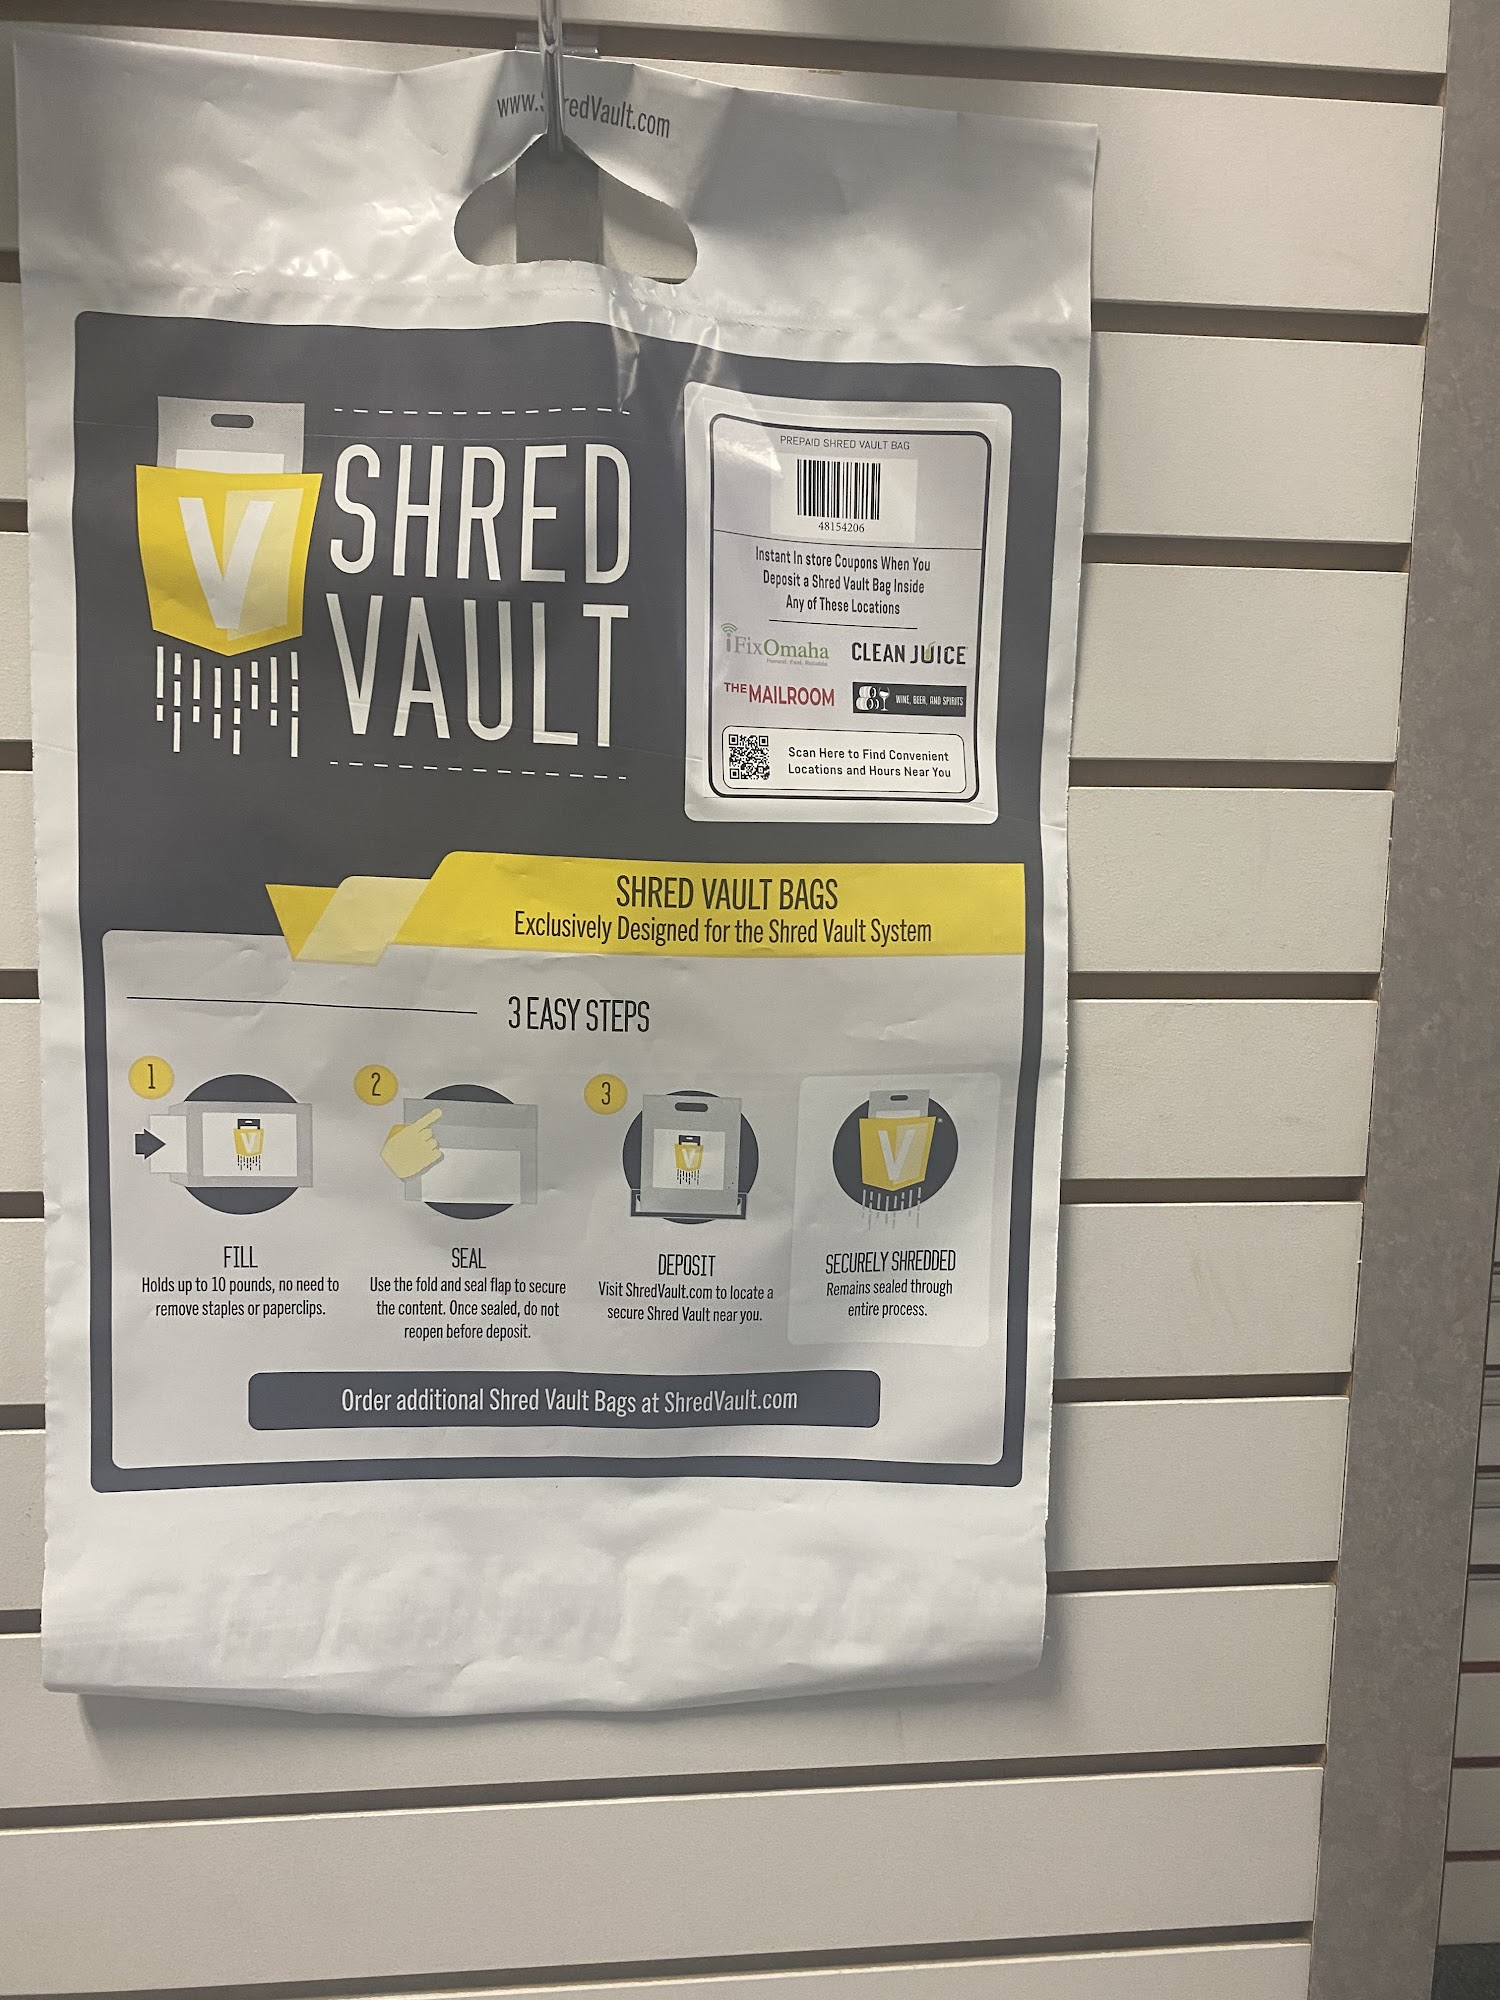 www.ShredVault.com
V
SHRED
VAULT
PREPAID SHRED VAULT BAG
48154206
Instant In store Coupons When You
Deposit a Shred Vault Bag Inside
Any of These Locations
iFixOmaha
Honest. Fast. Reliable.
CLEAN JUICE
THE MAILROOM
WINE, BEER, AND SPIRITS
Scan Here to Find Convenient
Locations and Hours Near You
SHRED VAULT BAGS
Exclusively Designed for the Shred Vault System
3 EASY STEPS
1
V
FILL
Holds up to 10 pounds, no need to
remove staples or paperclips.
2
SEAL
Use the fold and seal flap to secure
the content. Once sealed, do not
reopen before deposit.
3
V
DEPOSIT
Visit ShredVault.com to locate a
secure Shred Vault near you.
V
SECURELY SHREDDED
Remains sealed through
entire process.
Order additional Shred Vault Bags at ShredVault.com